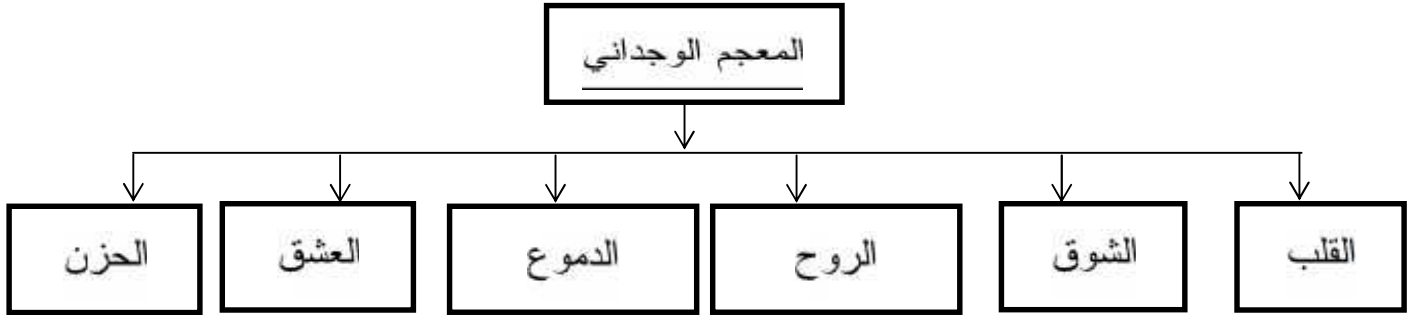 المعجم الوجداني
القلب
الشوق
الروح
الدموع
العشق
الحزن